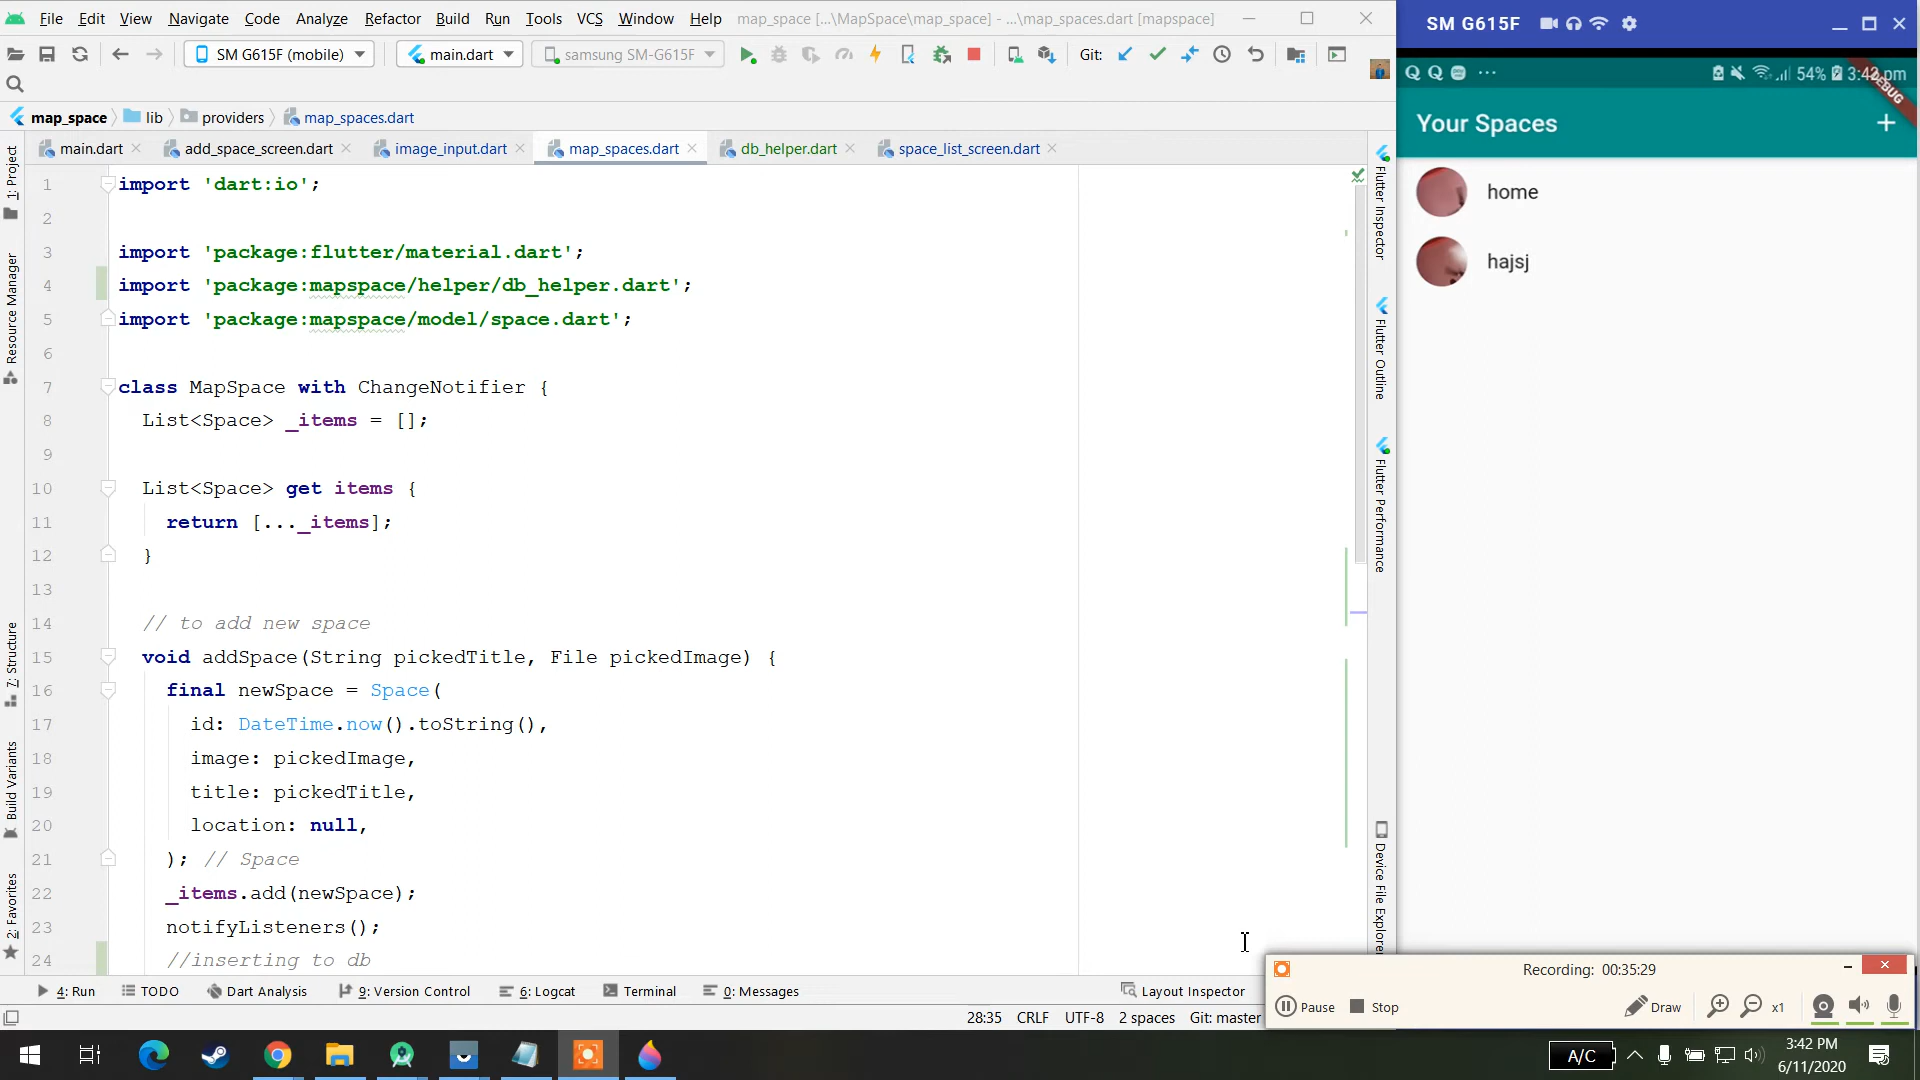 File Edit View Navigate Code Analyze Refactor Build Run Tools VCS Window Help map_space [...\MapSpace\map_space] - ...\map_spaces.dart [mapspace]
SM G615F (mobile) main.dart samsung SM-G615F Git:
map_space lib providers map_spaces.dart
main.dart add_space_screen.dart image_input.dart map_spaces.dart db_helper.dart space_list_screen.dart
1 import 'dart:io';
2
3 import 'package:flutter/material.dart';
4 import 'package:mapspace/helper/db_helper.dart';
5 import 'package:mapspace/model/space.dart';
6
7 class MapSpace with ChangeNotifier {
8 List<Space> _items = [];
9
10 List<Space> get items {
11 return [..._items];
12 }
13
14 // to add new space
15 void addSpace(String pickedTitle, File pickedImage) {
16 final newSpace = Space(
17 id: DateTime.now().toString(),
18 image: pickedImage,
19 title: pickedTitle,
20 location: null,
21 ); // Space
22 _items.add(newSpace);
23 notifyListeners();
24 //inserting to db
1: Project
Resource Manager
7: Structure
Build Variants
2: Favorites
Flutter Inspector
Flutter Outline
Flutter Performance
Device File Explorer
4: Run TODO Dart Analysis 9: Version Control 6: Logcat Terminal 0: Messages Layout Inspector
28:35 CRLF UTF-8 2 spaces Git: master
SM G615F
54% 3:42 pm
DEBUG
Your Spaces +
home
hajsj
Recording: 00:35:29
Pause Stop Draw x1
A/C
3:42 PM
6/11/2020